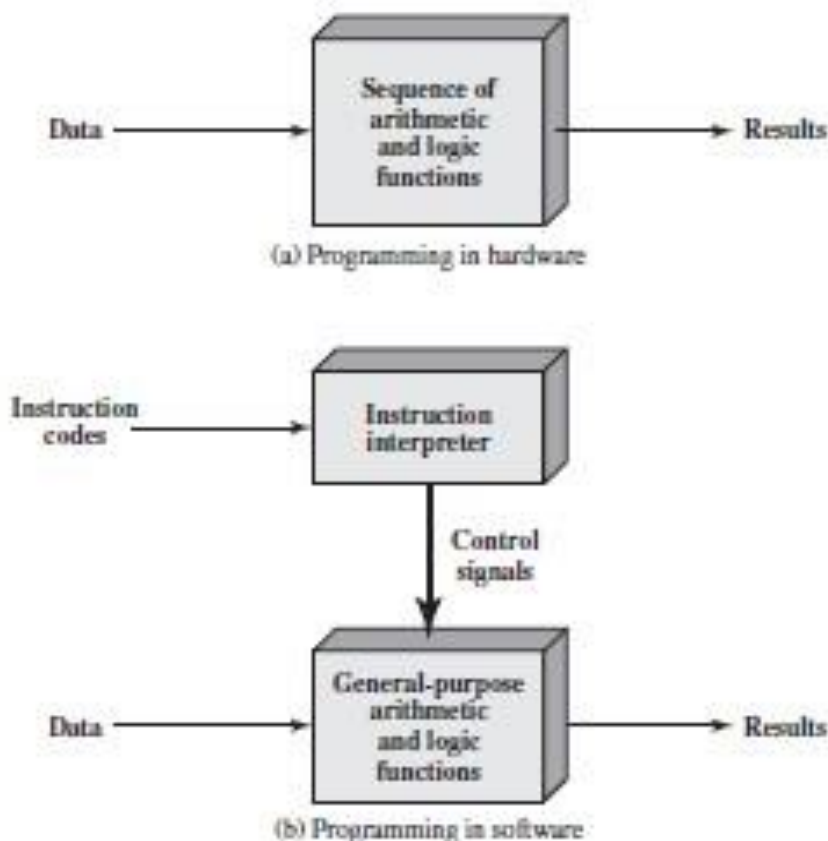 Sequence of
arithmetic
and logic
functions
Data
Results
(a) Programming in hardware
Instruction
codes
Instruction
interpreter
Control
signals
General-purpose
arithmetic
and logic
functions
Data
Results
(b) Programming in software